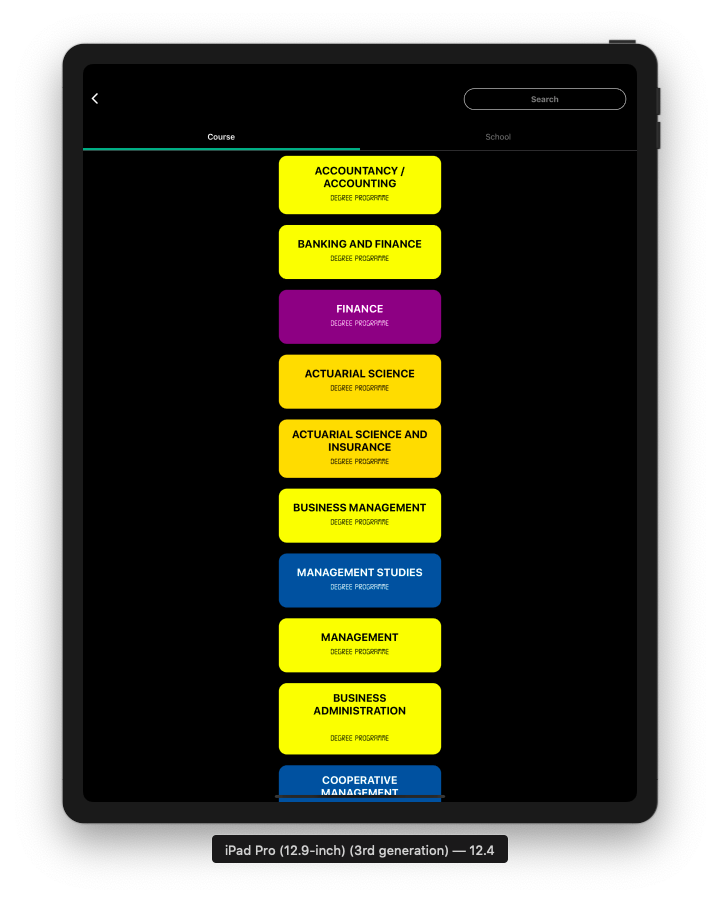 Search
Course
School
ACCOUNTANCY /
ACCOUNTING
DEGREE PROGRAMME
BANKING AND FINANCE
DEGREE PROGRAMME
FINANCE
DEGREE PROGRAMME
ACTUARIAL SCIENCE
DEGREE PROGRAMME
ACTUARIAL SCIENCE AND
INSURANCE
DEGREE PROGRAMME
BUSINESS MANAGEMENT
DEGREE PROGRAMME
MANAGEMENT STUDIES
DEGREE PROGRAMME
MANAGEMENT
DEGREE PROGRAMME
BUSINESS
ADMINISTRATION
DEGREE PROGRAMME
COOPERATIVE
MANAGEMENT
iPad Pro (12.9-inch) (3rd generation) — 12.4